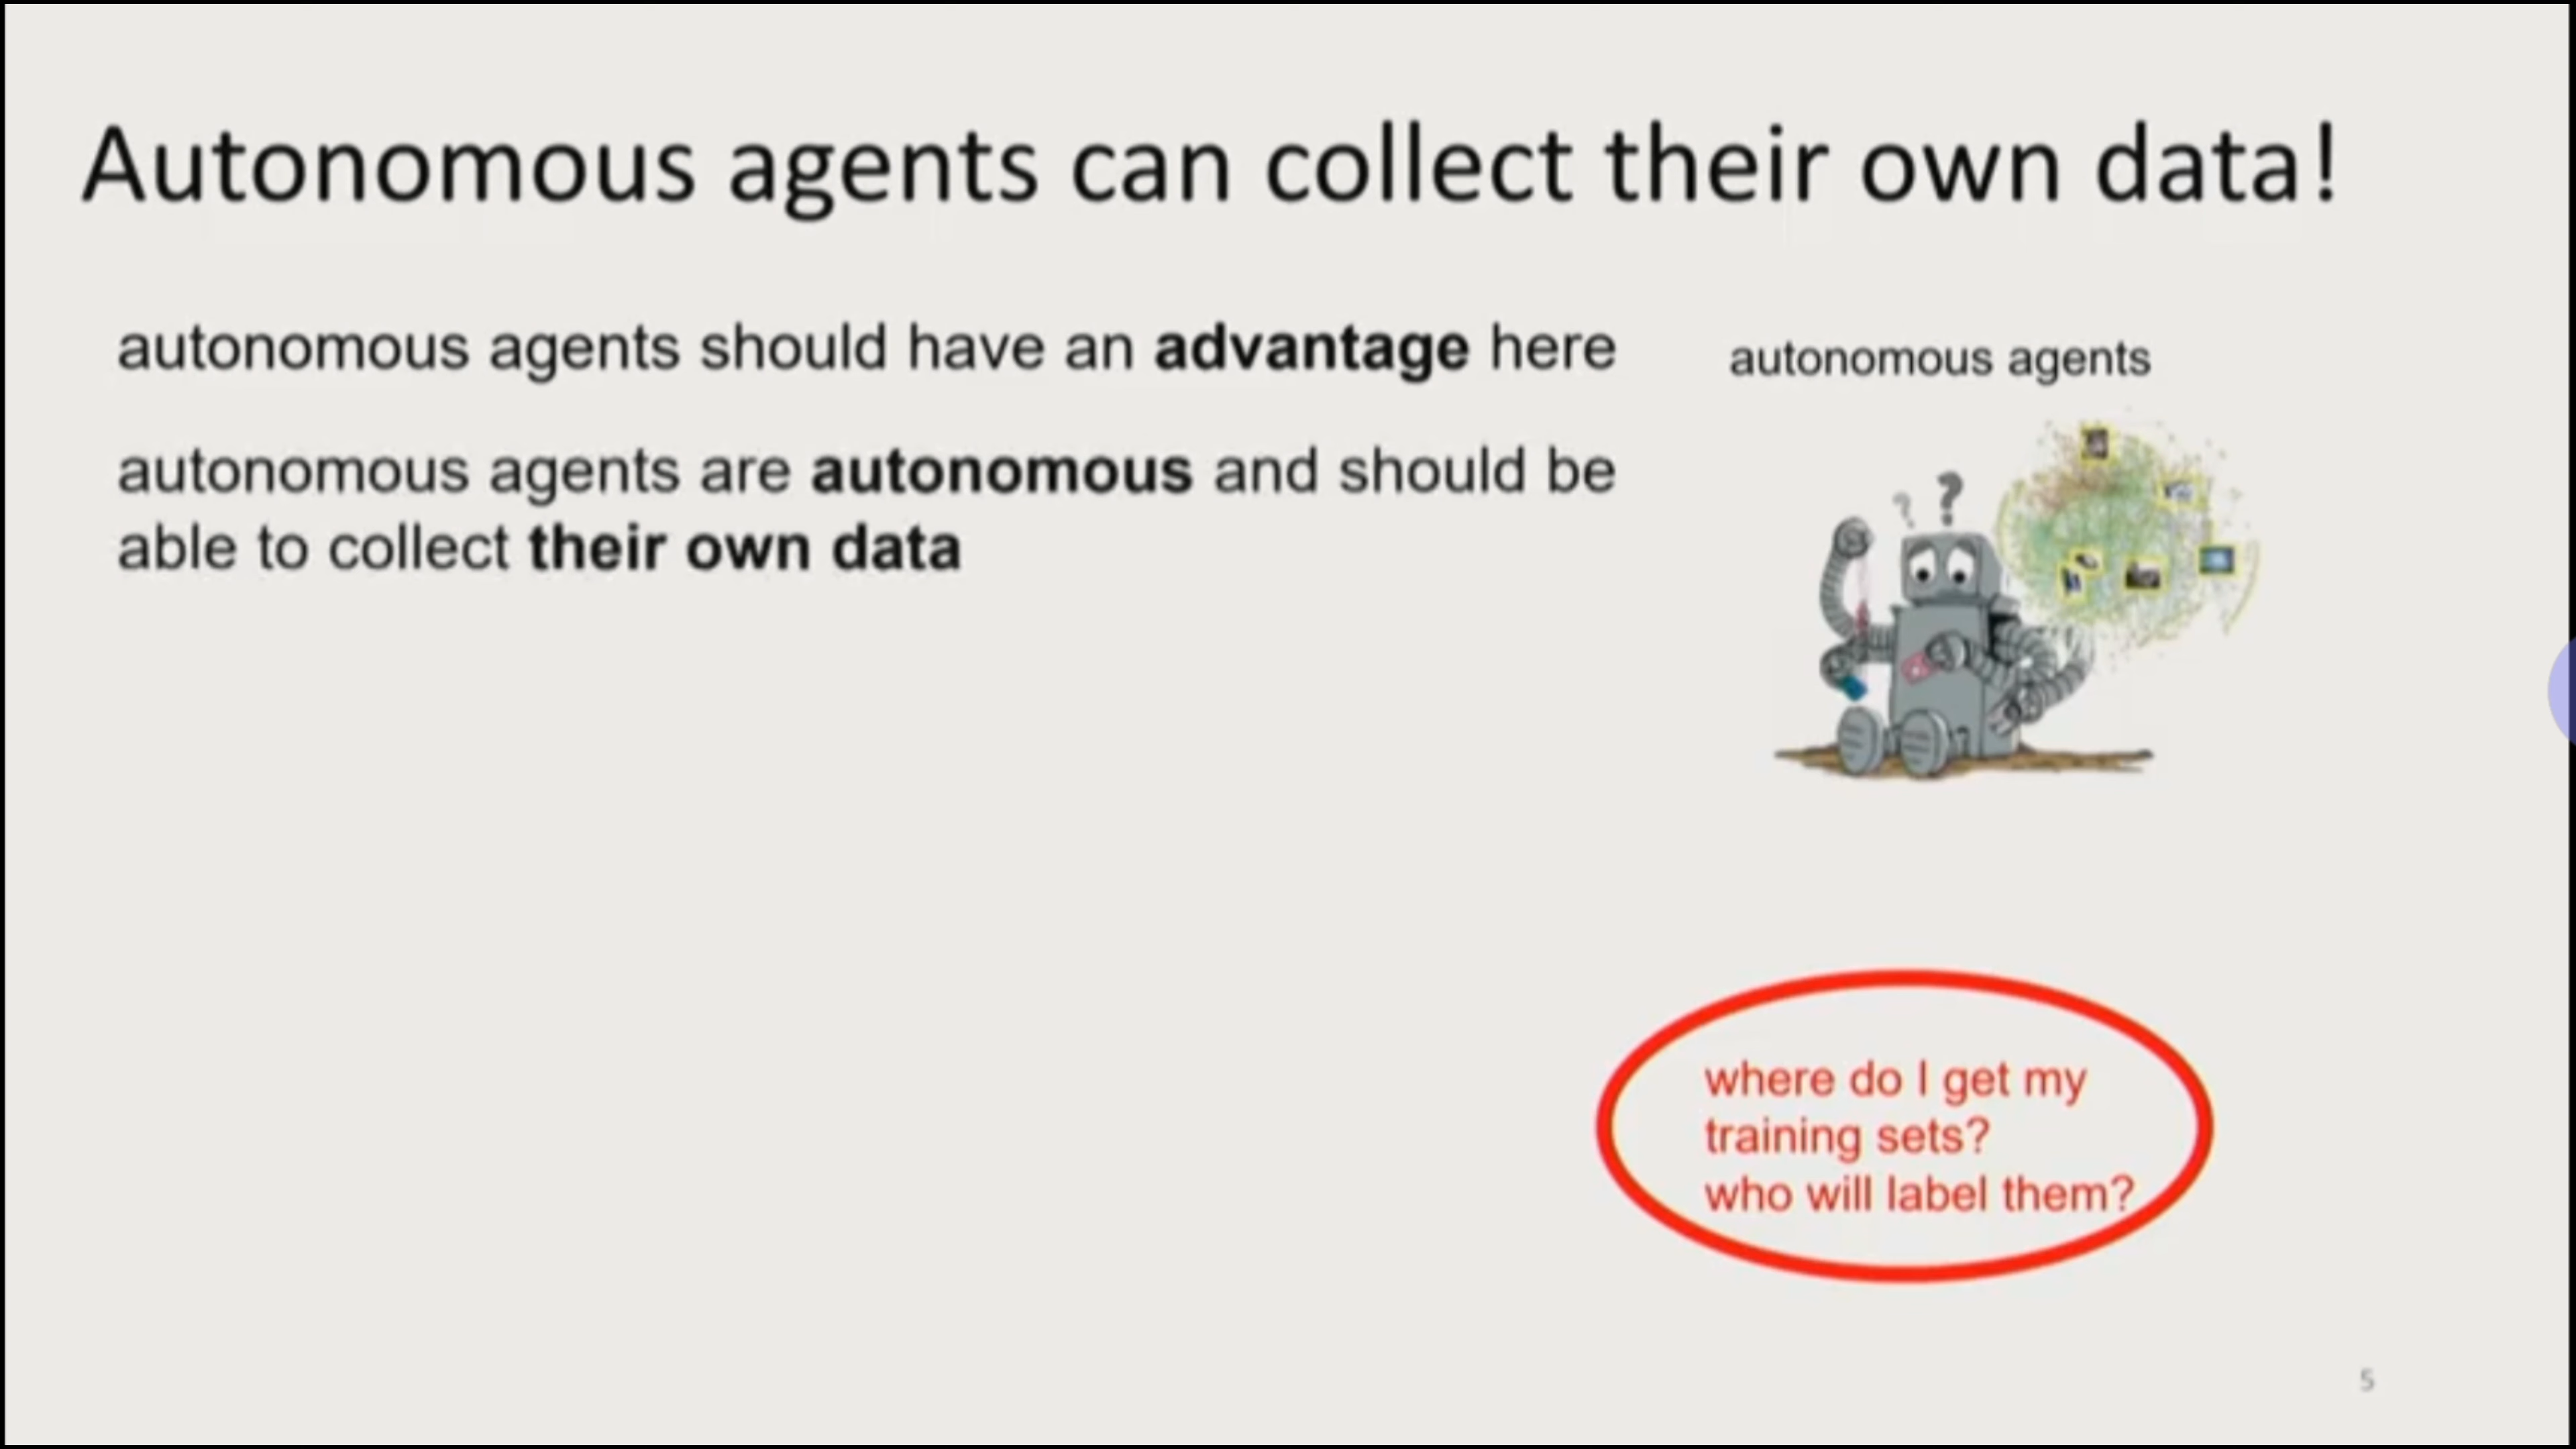 Autonomous agents can collect their own data!
autonomous agents should have an advantage here
autonomous agents are autonomous and should be
able to collect their own data
autonomous agents
? ?
where do I get my
training sets?
who will label them?
5